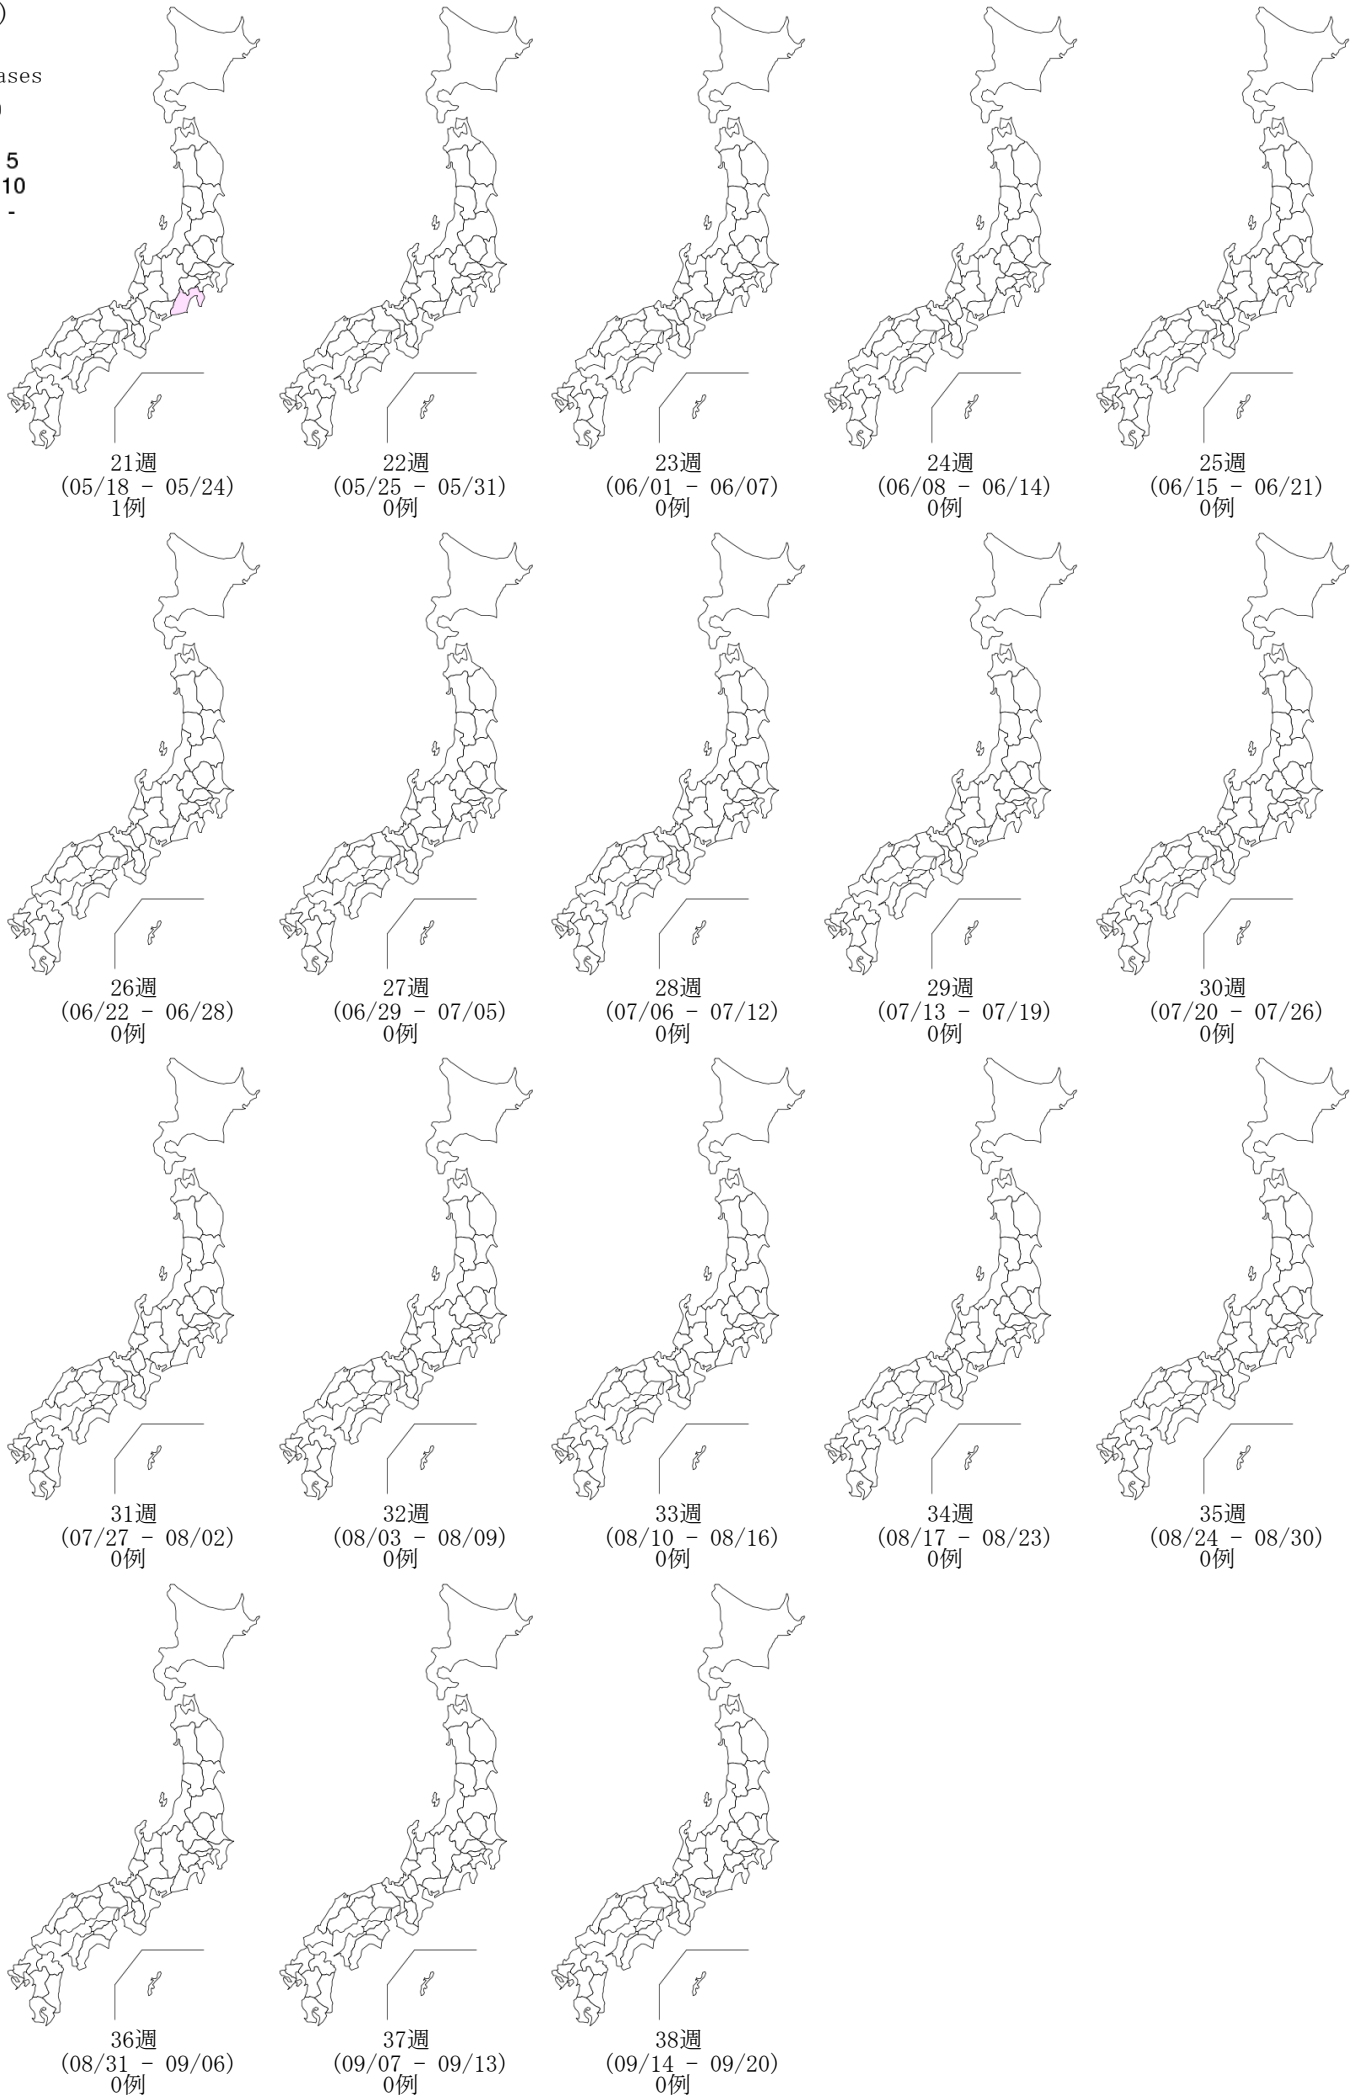 )
ases
5
10
-
21週
(05/18 - 05/24)
1例
22週
(05/25 - 05/31)
0例
23週
(06/01 - 06/07)
0例
24週
(06/08 - 06/14)
0例
25週
(06/15 - 06/21)
0例
26週
(06/22 - 06/28)
0例
27週
(06/29 - 07/05)
0例
28週
(07/06 - 07/12)
0例
29週
(07/13 - 07/19)
0例
30週
(07/20 - 07/26)
0例
31週
(07/27 - 08/02)
0例
32週
(08/03 - 08/09)
0例
33週
(08/10 - 08/16)
0例
34週
(08/17 - 08/23)
0例
35週
(08/24 - 08/30)
0例
36週
(08/31 - 09/06)
0例
37週
(09/07 - 09/13)
0例
38週
(09/14 - 09/20)
0例